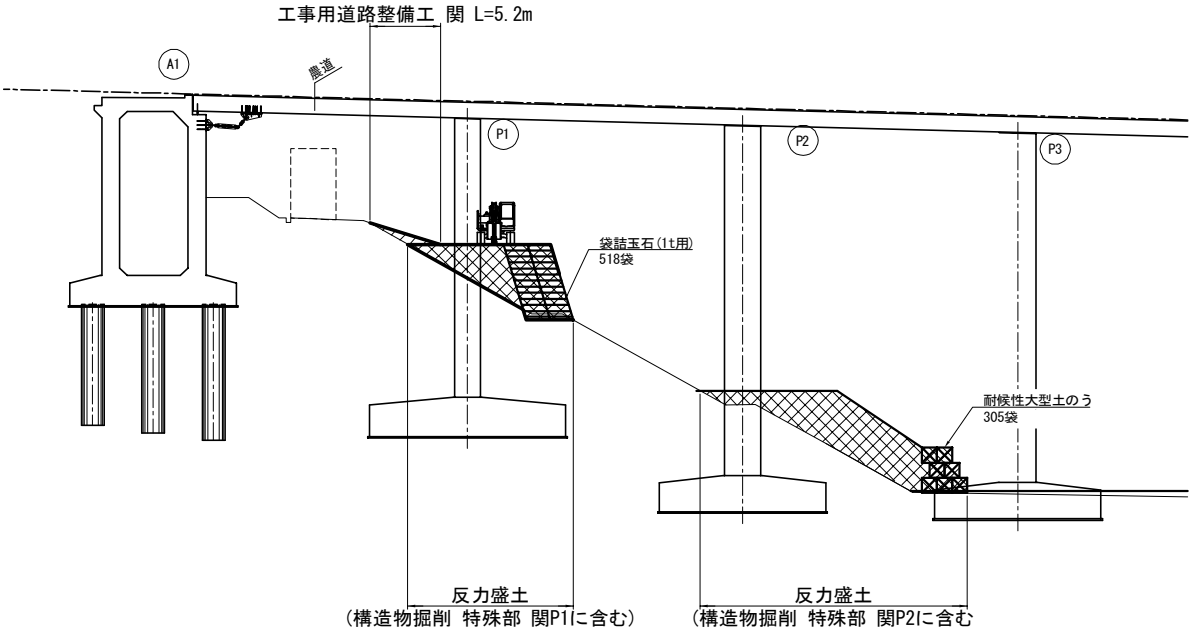 工事用道路整備工 関 L=5.2m
A1
農道
P1
P2
P3
袋詰玉石(1t用)
518袋
耐候性大型土のう
305袋
反力盛土
(構造物掘削 特殊部 関P1に含む)
反力盛土
(構造物掘削 特殊部 関P2に含む